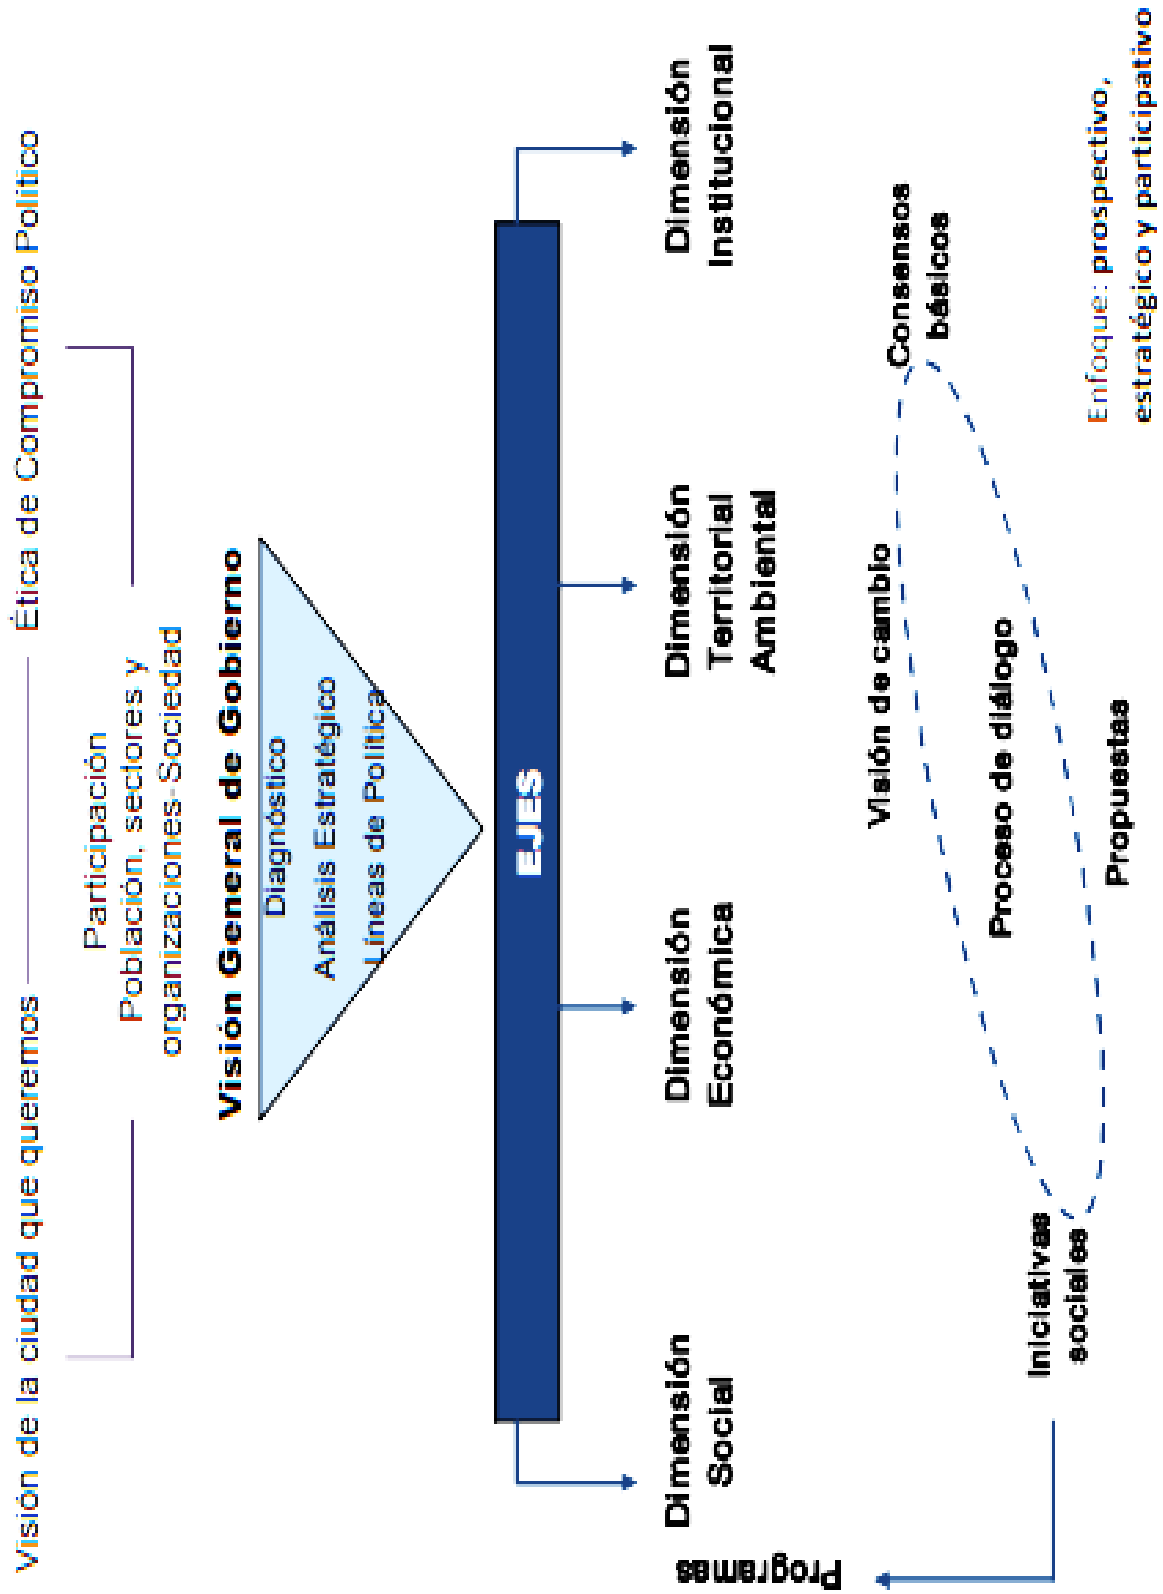 Visión de la ciudad que queremos
Ética de Compromiso Político
Participación
Población, sectores y
organizaciones-Sociedad
Visión General de Gobierno
Diagnóstico
Análisis Estratégico
Líneas de Política
EJES
Dimensión
Social
Dimensión
Económica
Dimensión
Territorial
Ambiental
Dimensión
Institucional
Programas
Visión de cambio
Consensos
básicos
Proceso de diálogo
Iniciativas
sociales
Propuestas
Enfoque: prospectivo,
estratégico y participativo